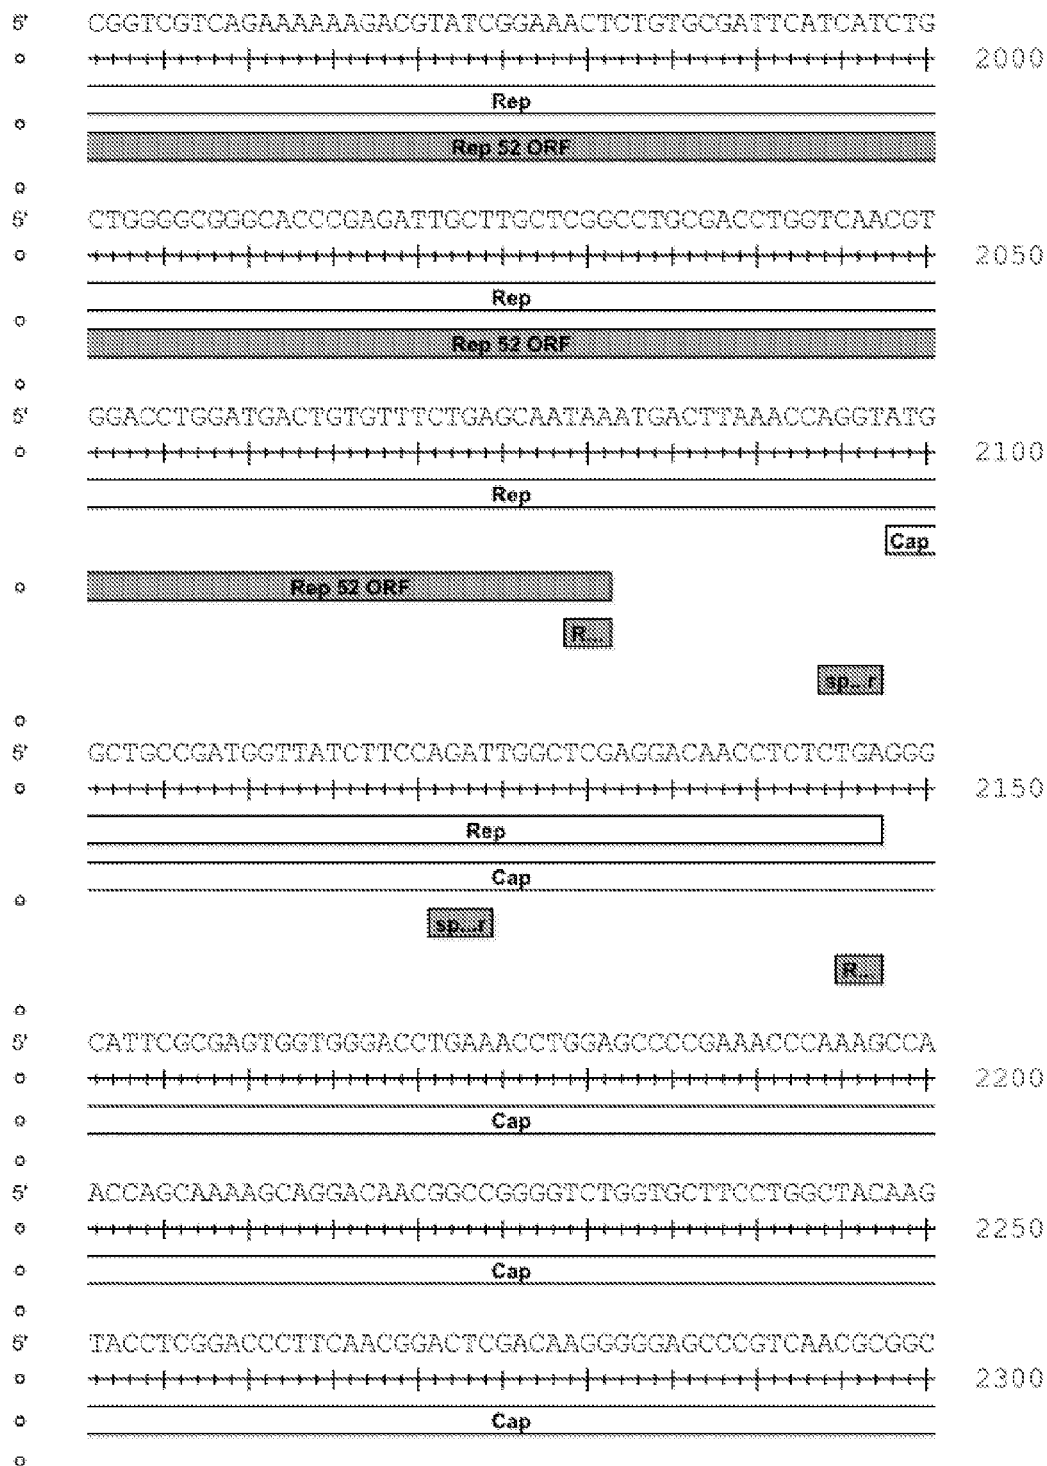 5' CGGTCGTCAGAAAAAAGACGTATCGGAAACTCTGTGCGATTCATCATCTG
2000
Rep
Rep 52 ORF
5' CTGGGGCGGGCACCCGAGATTGCTTGCTCGGCCTGCGACCTGGTCAACGT
2050
Rep
Rep 52 ORF
5' GGACCTGGATGACTGTGTTTCTGAGCAATAAATGACTTAAACCAGGTATG
2100
Rep
Cap
Rep 52 ORF
R...
sp...r
5' GCTGCCGATGGTTATCTTCCAGATTGGCTCGAGGACAACCTCTCTGAGGG
2150
Rep
Cap
sp...r
R...
5' CATTCGCGAGTGGTGGGACCTGAAACCTGGAGCCCCGAAACCCAAAGCCA
2200
Cap
5' ACCAGCAAAAGCAGGACAACGGCCGGGGTCTGGTGCTTCCTGGCTACAAG
2250
Cap
5' TACCTCGGACCCTTCAACGGACTCGACAAGGGGGAGCCCGTCAACGCGGC
2300
Cap